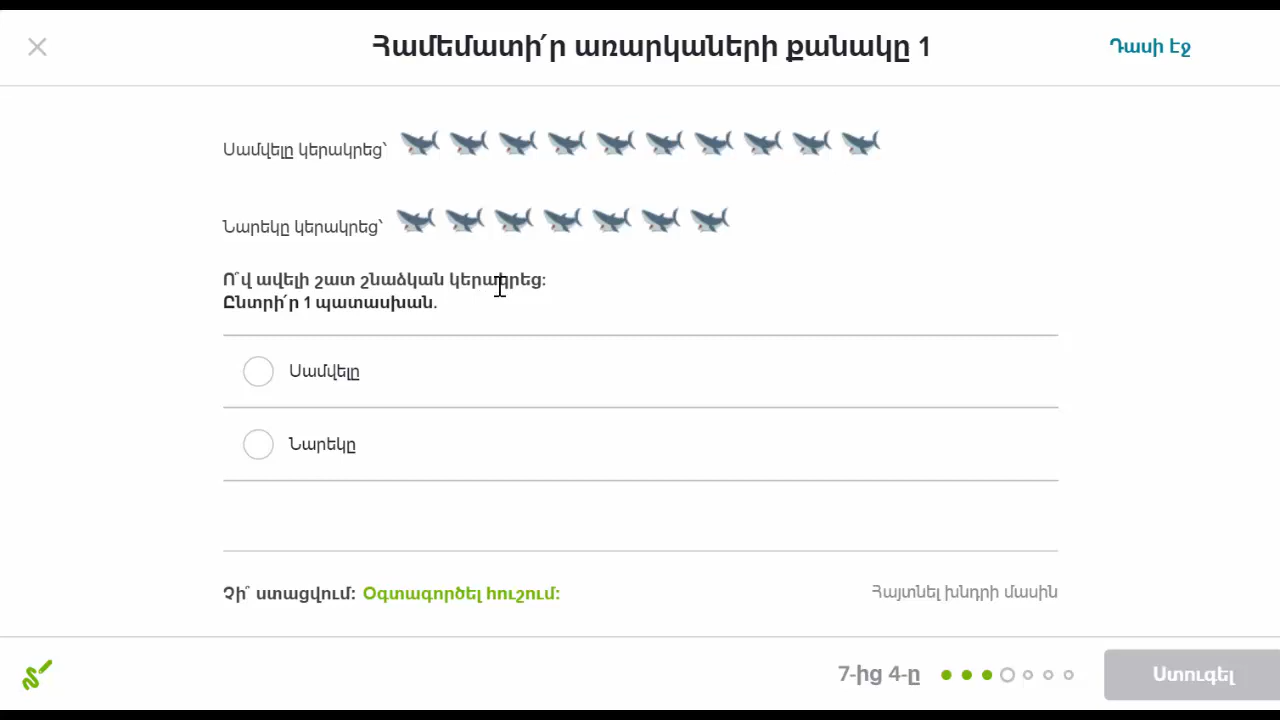 Համեմատի՛ր առարկաների քանակը 1
Դասի էջ
Սամվելը կերակրեց՝
Նարեկը կերակրեց՝
Ո՞վ ավելի շատ շնաձկան կերակրեց:
Ընտրի՛ր 1 պատասխան.
Սամվելը
Նարեկը
Չի՞ ստացվում: Օգտագործել հուշում:
Հայտնել խնդրի մասին
7-ից 4-ը
Ստուգել